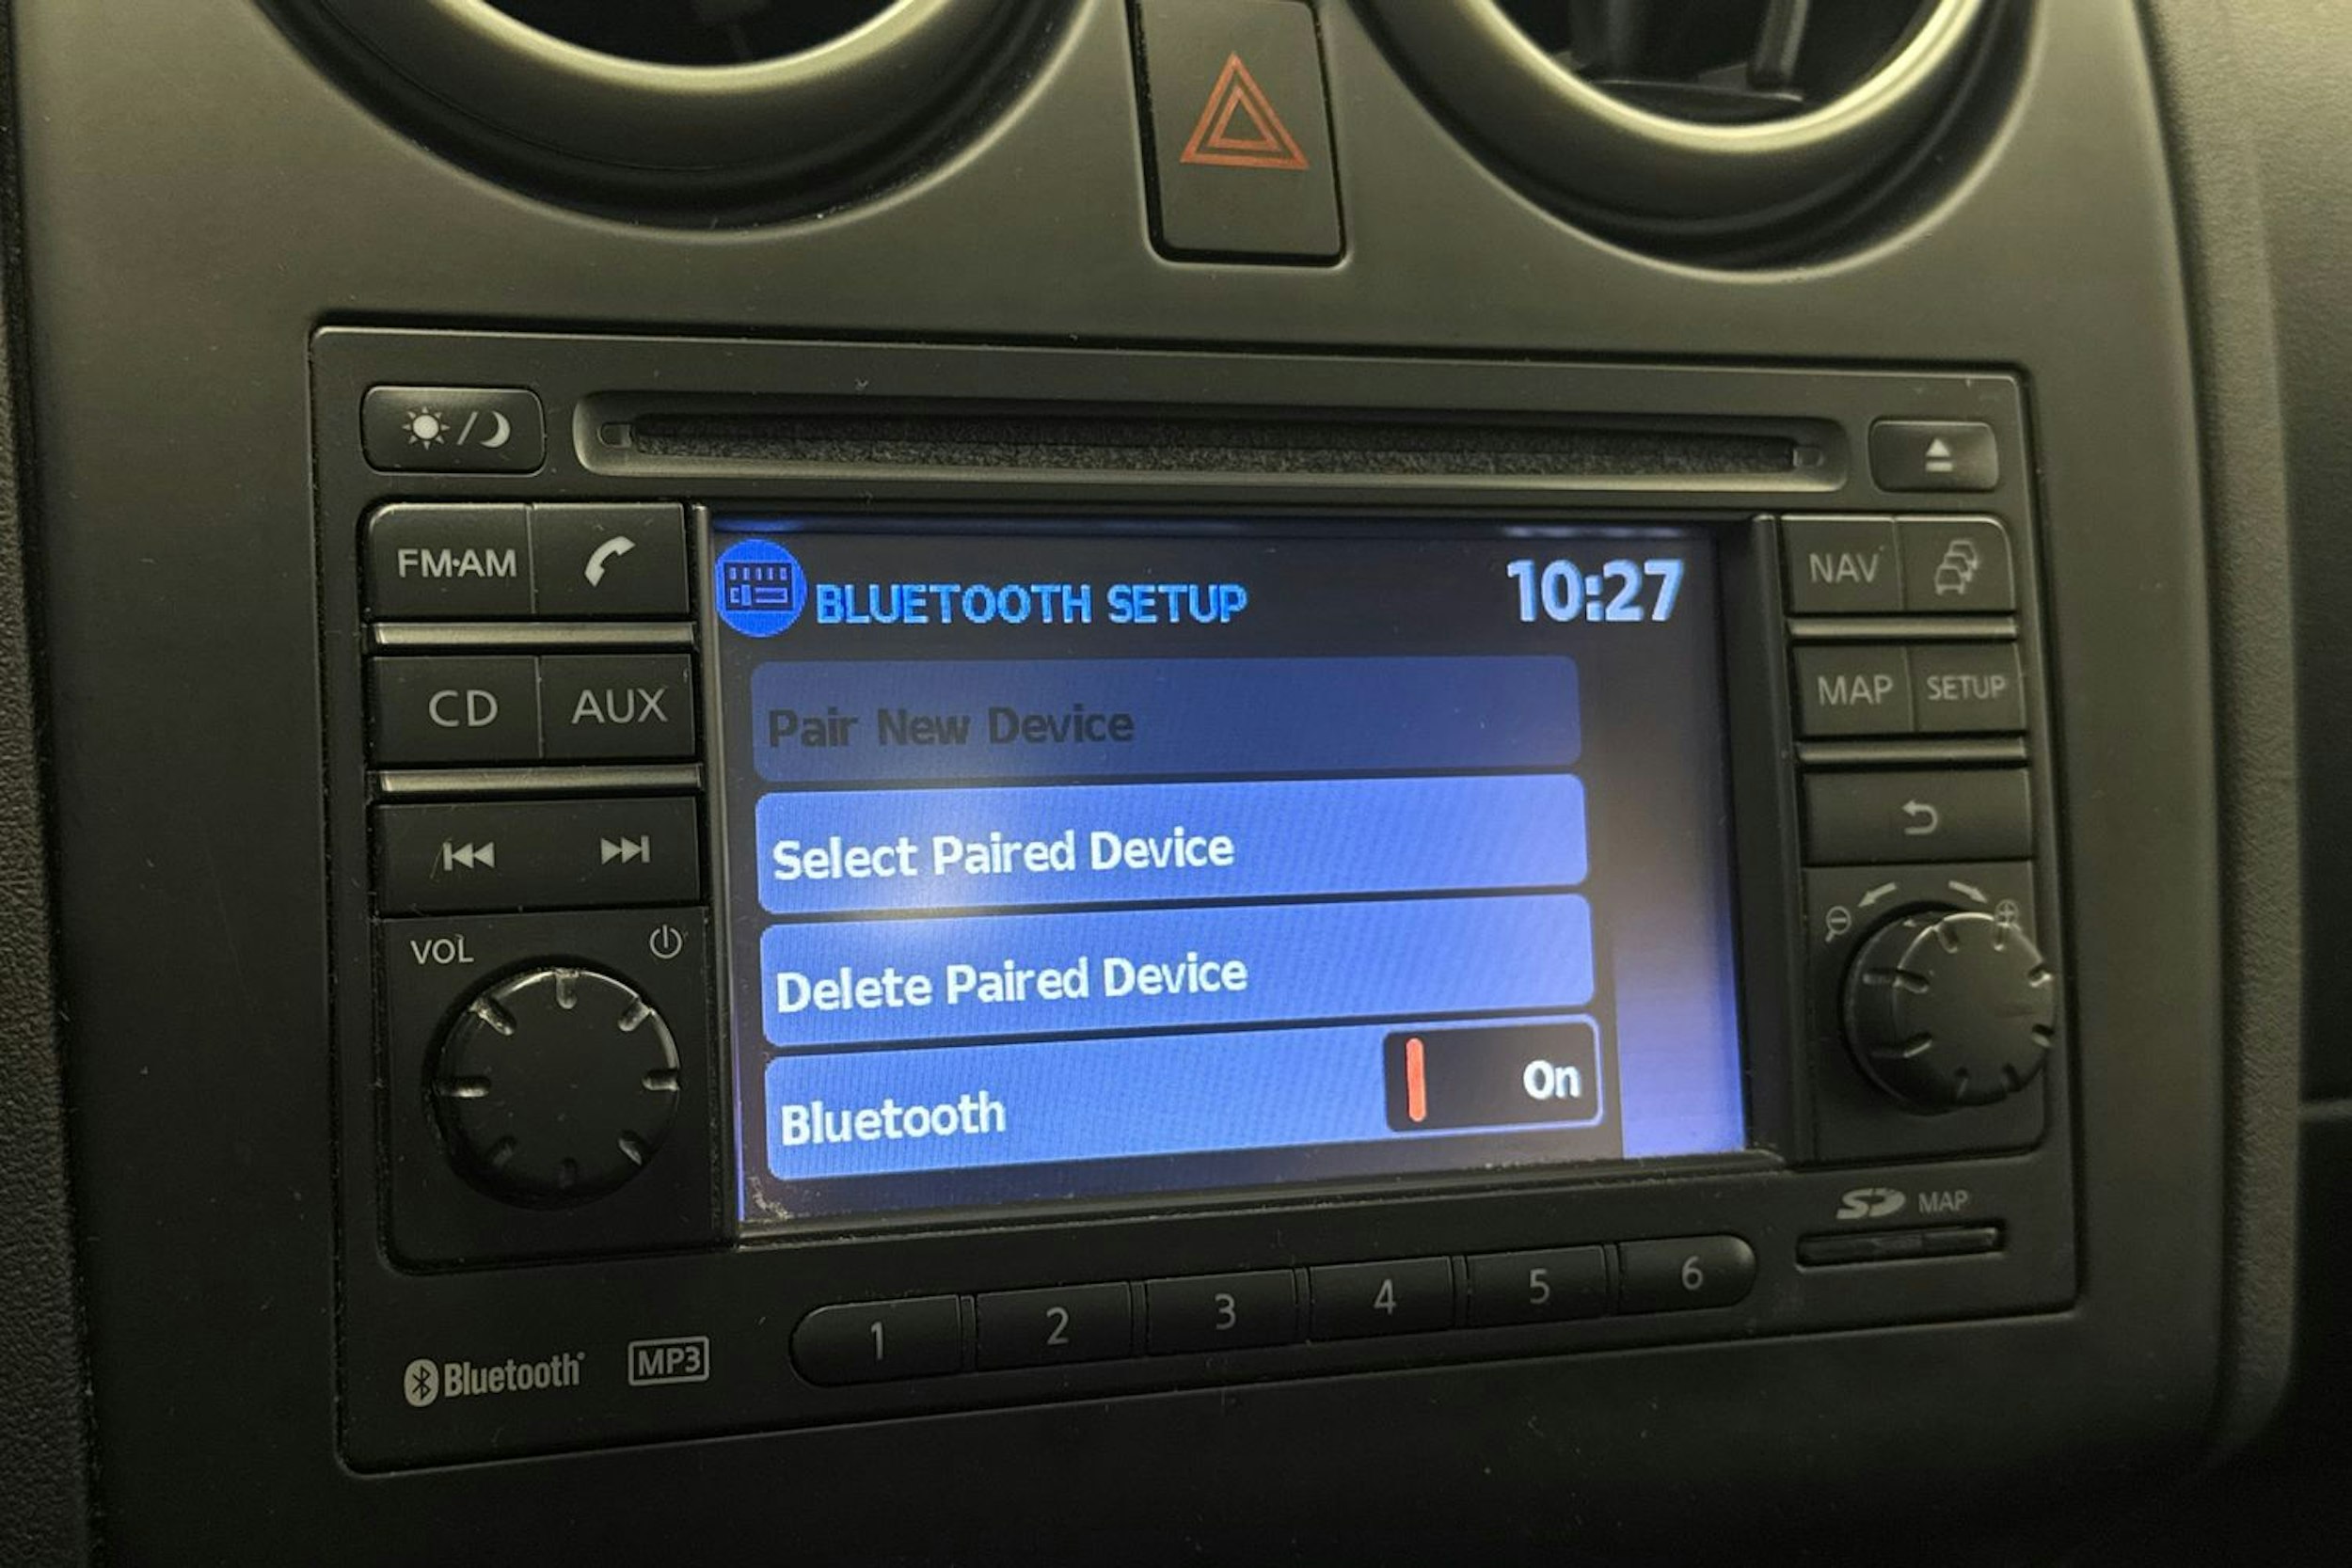 FM·AM
CD AUX
VOL
BLUETOOTH SETUP 10:27
Pair New Device
Select Paired Device
Delete Paired Device
Bluetooth On
NAV
MAP SETUP
SD MAP
1 2 3 4 5 6
Bluetooth MP3